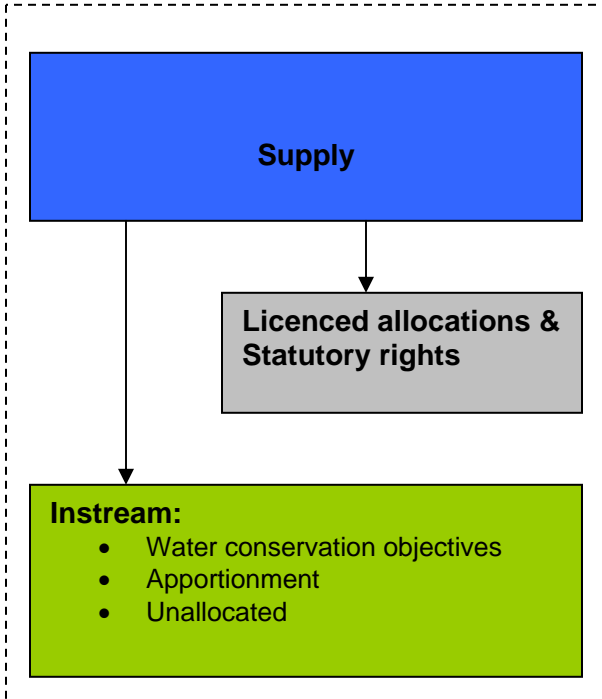 Supply
Licenced allocations &
Statutory rights
Instream:
• Water conservation objectives
• Apportionment
• Unallocated